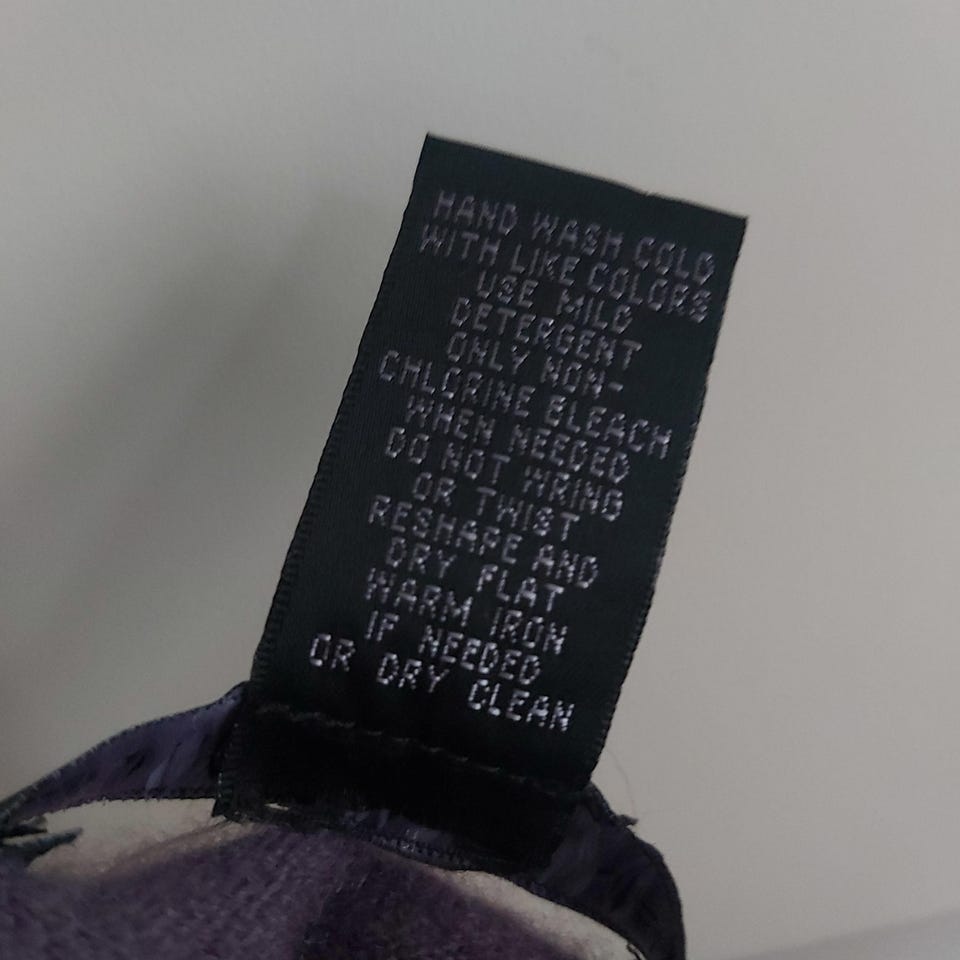 HAND WASH COLD
WITH LIKE COLORS
USE MILD
DETERGENT
ONLY NON-
CHLORINE BLEACH
WHEN NEEDED
DO NOT WRING
OR TWIST
RESHAPE AND
DRY FLAT
WARM IRON
IF NEEDED
OR DRY CLEAN